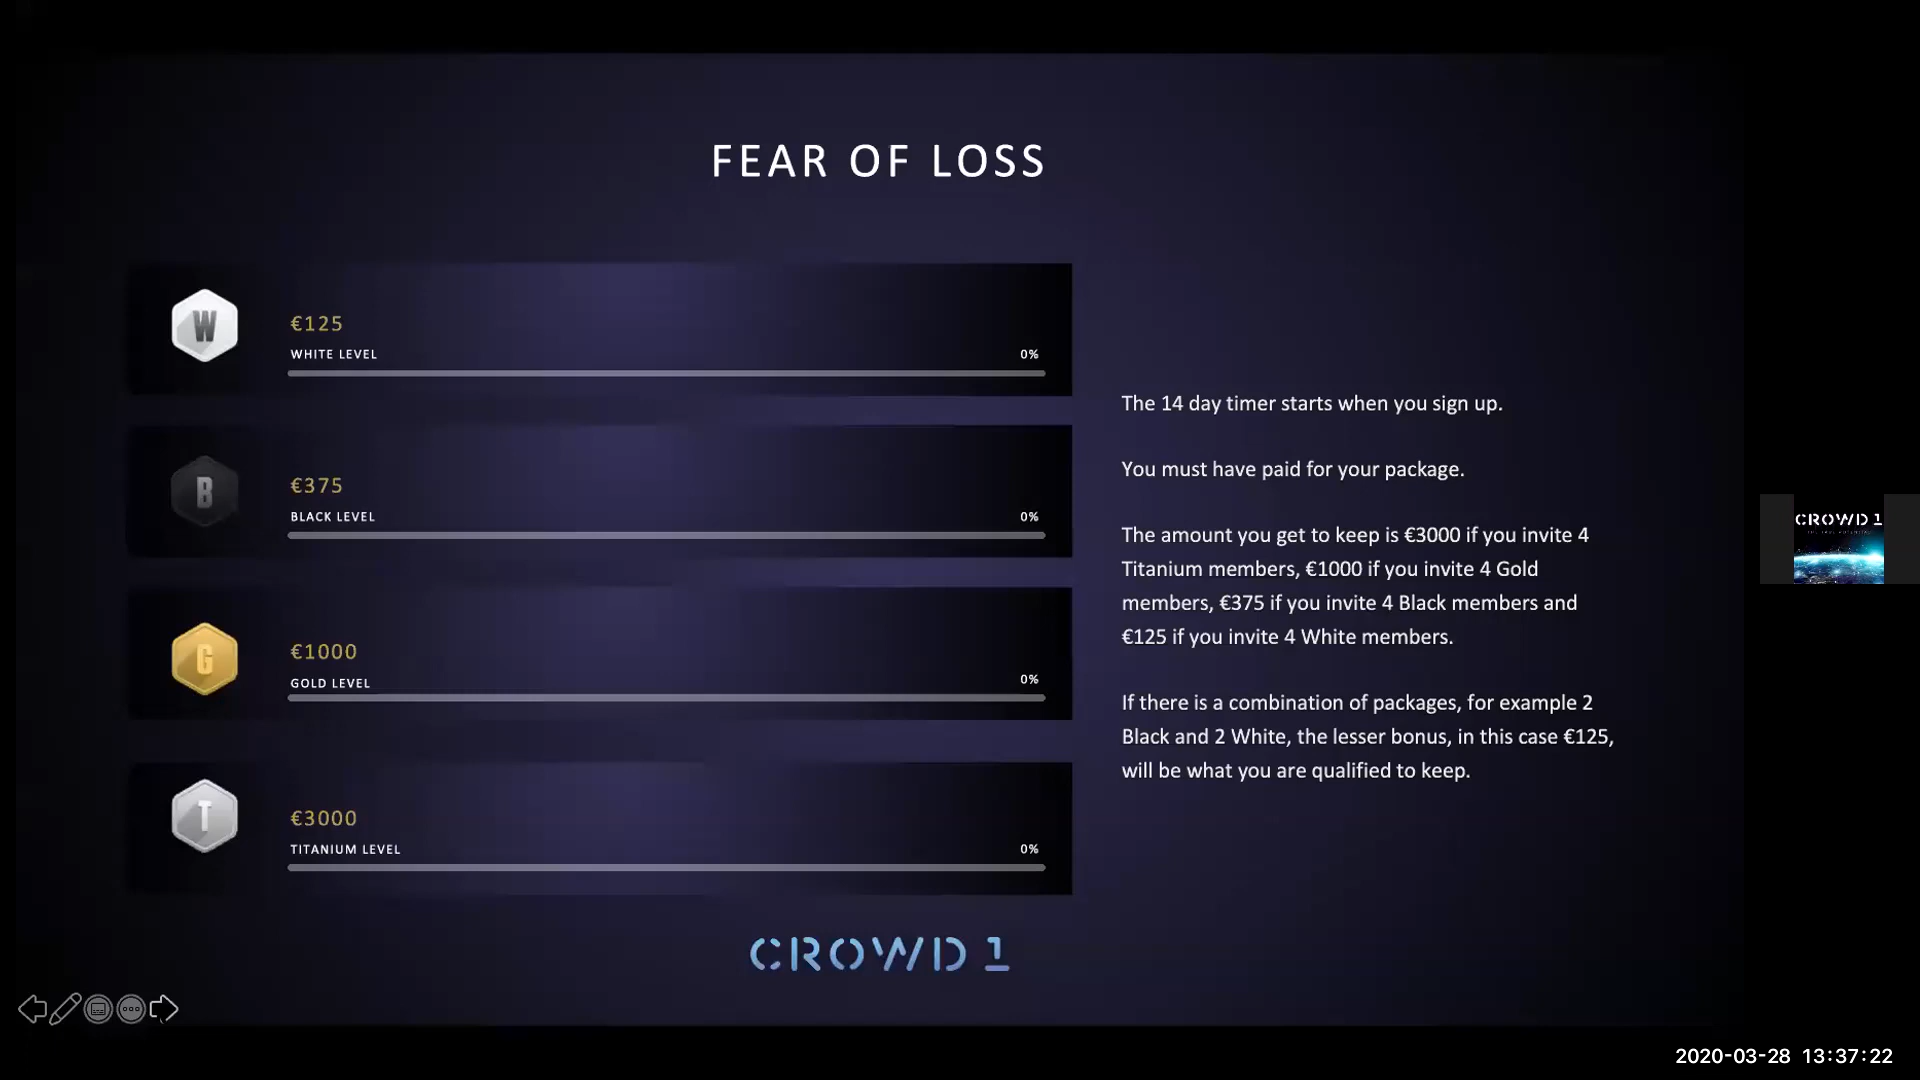 FEAR OF LOSS
W
€125
WHITE LEVEL
0%
B
€375
BLACK LEVEL
0%
G
€1000
GOLD LEVEL
0%
T
€3000
TITANIUM LEVEL
0%
The 14 day timer starts when you sign up.
You must have paid for your package.
The amount you get to keep is €3000 if you invite 4
Titanium members, €1000 if you invite 4 Gold
members, €375 if you invite 4 Black members and
€125 if you invite 4 White members.
If there is a combination of packages, for example 2
Black and 2 White, the lesser bonus, in this case €125,
will be what you are qualified to keep.
CROWD 1
CROWD 1
2020-03-28 13:37:22